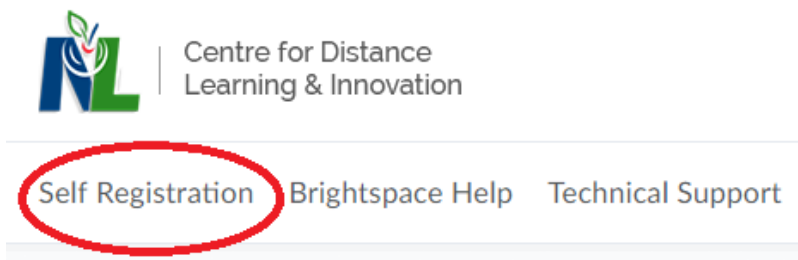 NL
Centre for Distance
Learning & Innovation
Self Registration Brightspace Help Technical Support